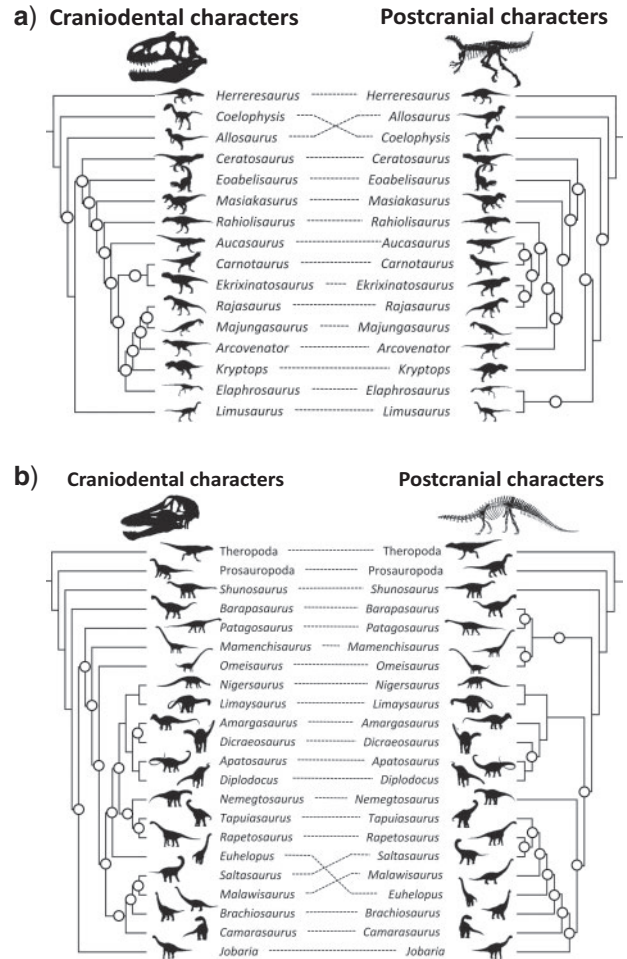 a) Craniodental characters Postcranial characters
Herreresaurus Herreresaurus
Coelophysis Allosaurus
Allosaurus Coelophysis
Ceratosaurus Ceratosaurus
Eoabelisaurus Eoabelisaurus
Masiakasurus Masiakasurus
Rahiolisurus Rahiolisurus
Aucasaurus Aucasaurus
Carnotaurus Carnotaurus
Ekrixinatosaurus Ekrixinatosaurus
Rajasaurus Rajasaurus
Majungasaurus Majungasaurus
Arcovenator Arcovenator
Kryptops Kryptops
Elaphrosaurus Elaphrosaurus
Limusaurus Limusaurus
b) Craniodental characters Postcranial characters
Theropoda Theropoda
Prosauropoda Prosauropoda
Shunosaurus Shunosaurus
Barapasaurus Barapasaurus
Patagosaurus Patagosaurus
Mamenchisaurus Mamenchisaurus
Omeisaurus Omeisaurus
Nigersaurus Nigersaurus
Limaysaurus Limaysaurus
Amargasaurus Amargasaurus
Dicraeosaurus Dicraeosaurus
Apatosaurus Apatosaurus
Diplodocus Diplodocus
Nemegtosaurus Nemegtosaurus
Tapuiasaurus Tapuiasaurus
Rapetosaurus Rapetosaurus
Euhelopus Saltasaurus
Saltasaurus Malawisaurus
Malawisaurus Euhelopus
Brachiosaurus Brachiosaurus
Camarasaurus Camarasaurus
Jobaria Jobaria